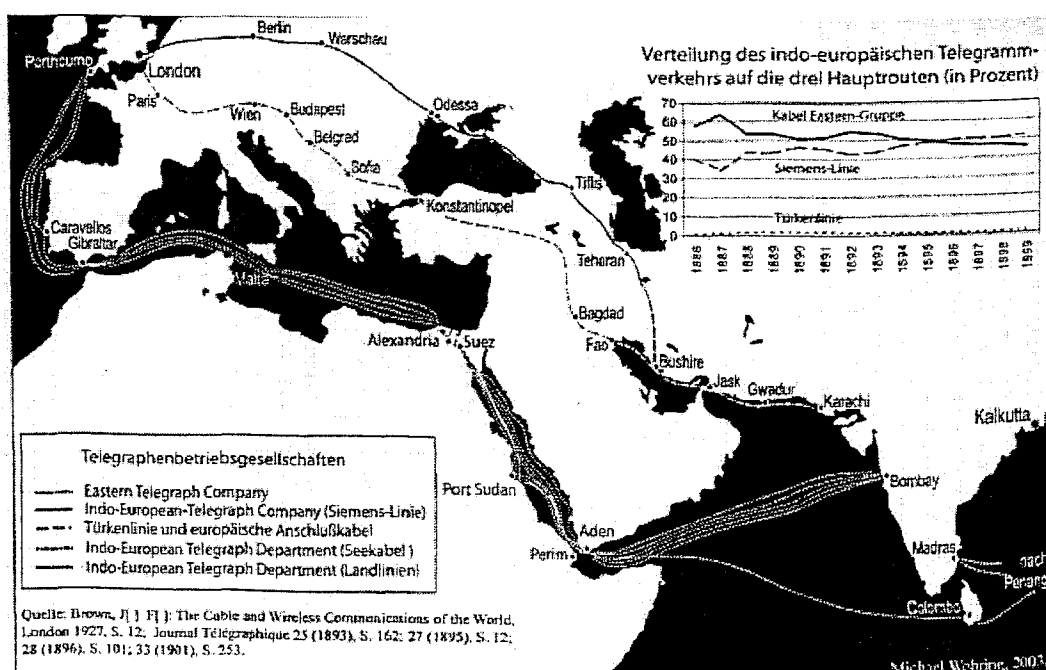 Verteilung des indo-europäischen Telegramm-
verkehrs auf die drei Hauptrouten (in Prozent)
70
60
50
40
30
20
10
0
Kabel Eastern-Gruppe
Siemens-Linie
Türkenlinie
1886
1887
1888
1889
1890
1891
1892
1893
1894
1895
1896
1897
1898
1899
Berlin
Warschau
Porthcurno
London
Paris
Wien
Budapest
Belgrad
Sofia
Odessa
Konstantinopel
Tiflis
Teheran
Caravellos
Gibraltar
Malta
Alexandria
Suez
Bagdad
Fao
Bushire
Jask
Gwadur
Karachi
Kalkutta
Bombay
Port Sudan
Aden
Perim
Madras
nach
Penang
Colombo
Telegraphenbetriebsgesellschaften
Eastern Telegraph Company
Indo-European-Telegraph Company (Siemens-Linie)
Türkenlinie und europäische Anschlußkabel
Indo-European Telegraph Department (Seekabel)
Indo-European Telegraph Department (Landlinien)
Quelle: Brown, J[ ] F[ ]: The Cable and Wireless Communications of the World,
London 1927, S. 12; Journal Télégraphique 25 (1893), S. 162; 27 (1895), S. 12;
28 (1896), S. 101; 33 (1901), S. 253.
Michael Wobring, 2003